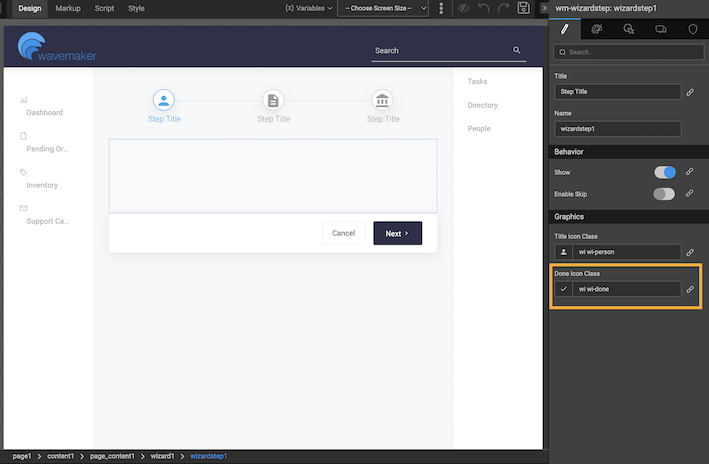 Design Markup Script Style (X) Variables -- Choose Screen Size --
wm-wizardstep: wizardstep1
wavemaker
Search
Search...
Title
Step Title
Name
wizardstep1
Behavior
Show
Enable Skip
Graphics
Title Icon Class
wi wi-person
Done Icon Class
wi wi-done
Dashboard
Pending Or...
Inventory
Support Ca...
Step Title Step Title Step Title
Cancel Next
Tasks
Directory
People
page1 > content1 > page_content1 > wizard1 > wizardstep1